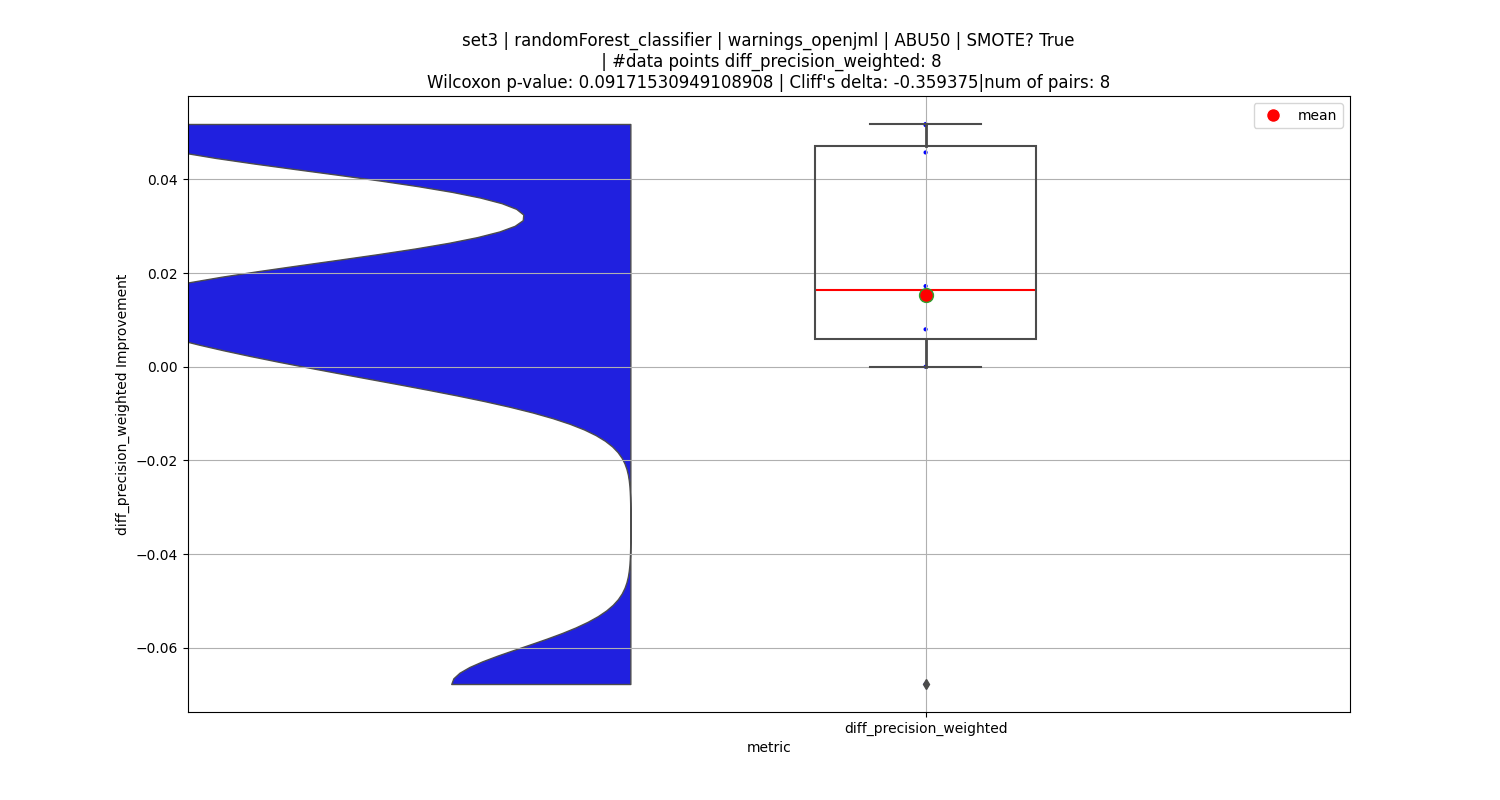 set3 | randomForest_classifier | warnings_openjml | ABU50 | SMOTE? True
| #data points diff_precision_weighted: 8
Wilcoxon p-value: 0.09171530949108908 | Cliff's delta: -0.359375|num of pairs: 8
mean
0.04
0.02
0.00
−0.02
−0.04
−0.06
diff_precision_weighted Improvement
diff_precision_weighted
metric